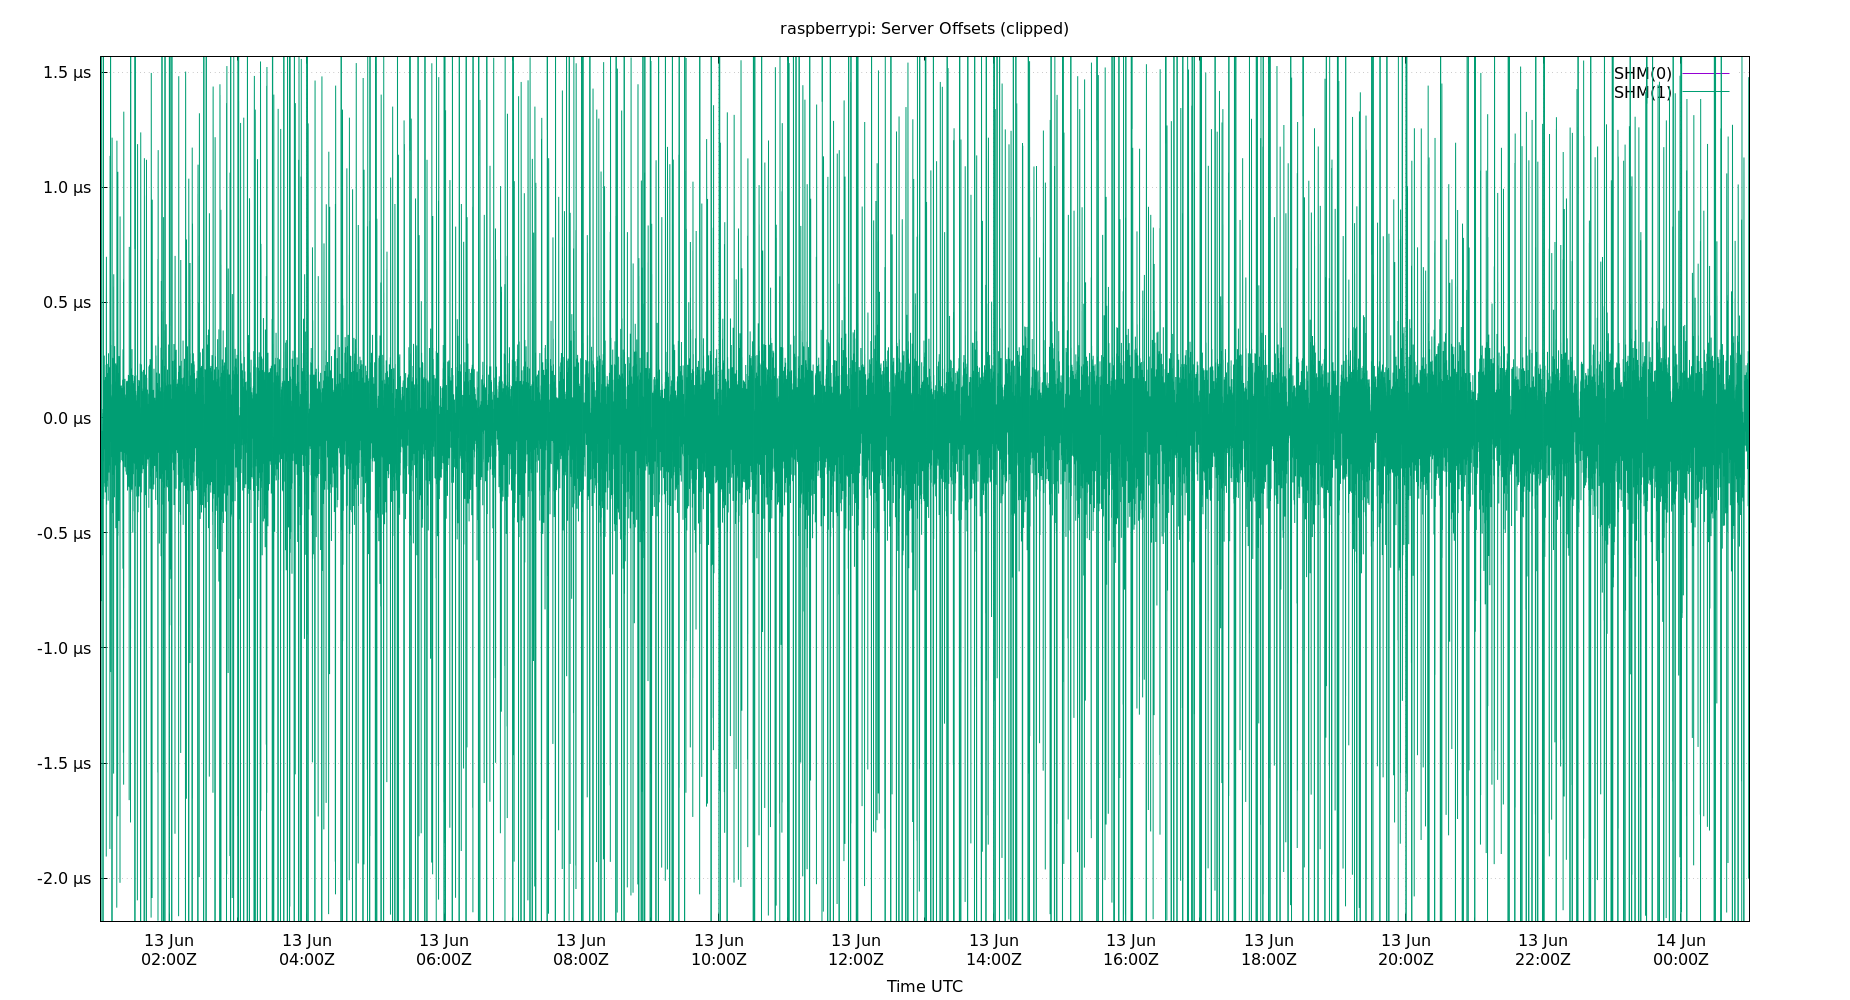 raspberrypi: Server Offsets (clipped)
SHM(0)
SHM(1)
1.5 µs
1.0 µs
0.5 µs
0.0 µs
-0.5 µs
-1.0 µs
-1.5 µs
-2.0 µs
13 Jun 13 Jun 13 Jun 13 Jun 13 Jun 13 Jun 13 Jun 13 Jun 13 Jun 13 Jun 13 Jun 14 Jun
02:00Z 04:00Z 06:00Z 08:00Z 10:00Z 12:00Z 14:00Z 16:00Z 18:00Z 20:00Z 22:00Z 00:00Z
Time UTC